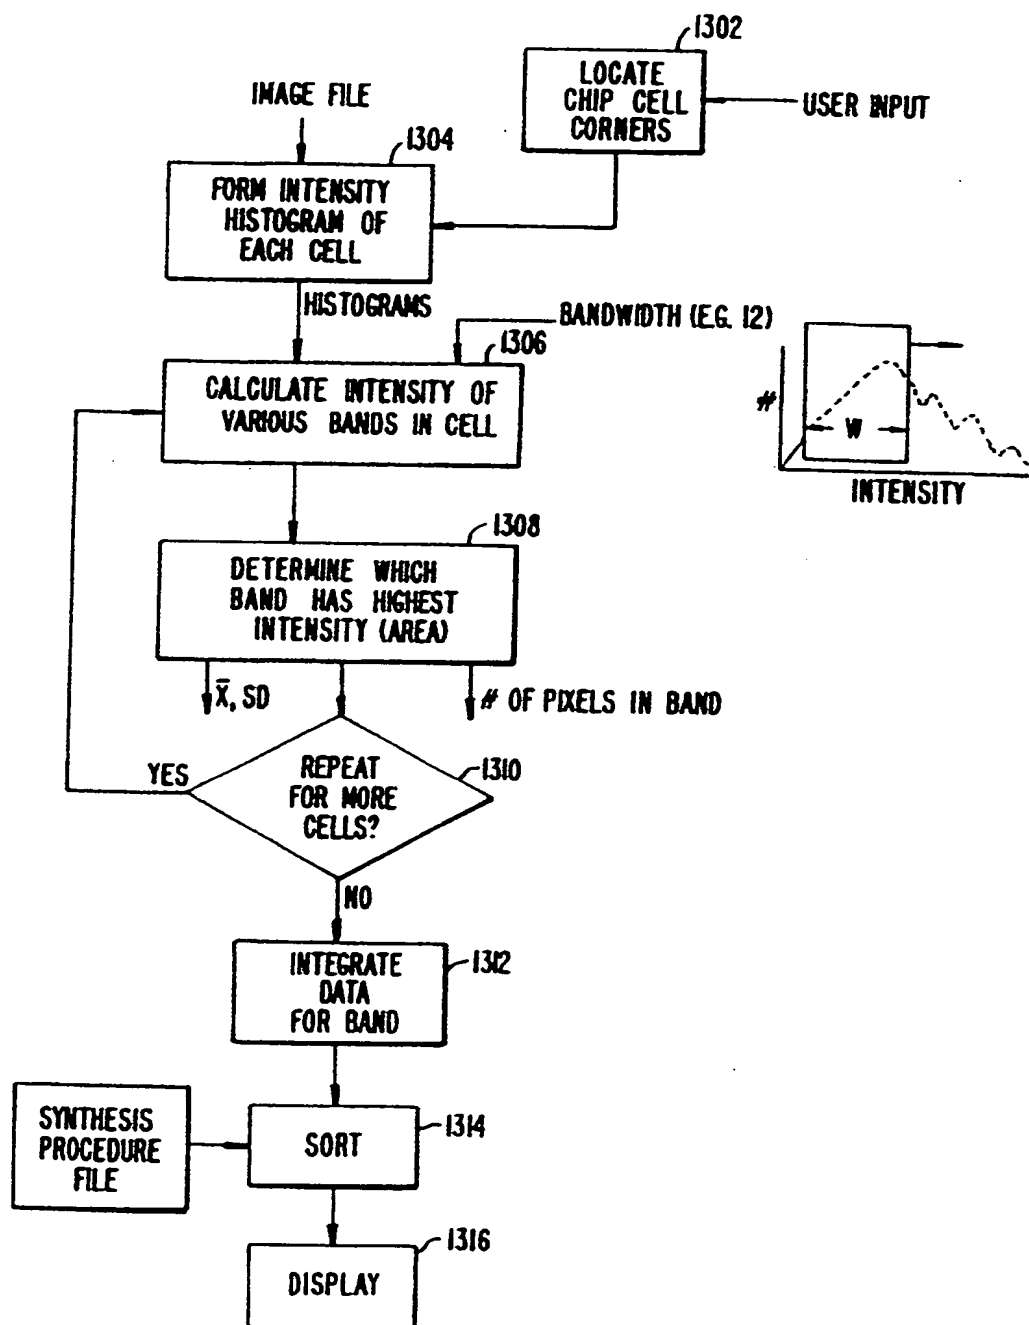 1302
LOCATE
CHIP CELL
CORNERS
USER INPUT
IMAGE FILE
1304
FORM INTENSITY
HISTOGRAM OF
EACH CELL
HISTOGRAMS
BANDWIDTH (E.G. 12)
1306
CALCULATE INTENSITY OF
VARIOUS BANDS IN CELL
#
W
INTENSITY
1308
DETERMINE WHICH
BAND HAS HIGHEST
INTENSITY (AREA)
X̄, SD
# OF PIXELS IN BAND
YES
REPEAT
FOR MORE
CELLS?
1310
NO
INTEGRATE
DATA
FOR BAND
1312
SYNTHESIS
PROCEDURE
FILE
SORT
1314
1316
DISPLAY